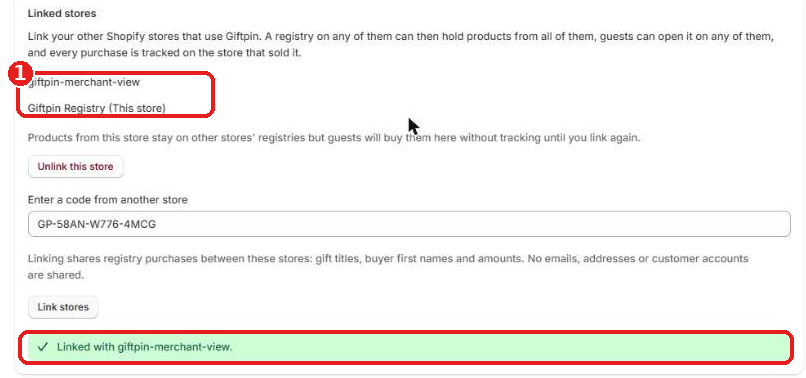 Linked stores
Link your other Shopify stores that use Giftpin. A registry on any of them can then hold products from all of them, guests can open it on any of them,
and every purchase is tracked on the store that sold it.
1
giftpin-merchant-view
Giftpin Registry (This store)
Products from this store stay on other stores' registries but guests will buy them here without tracking until you link again.
Unlink this store
Enter a code from another store
GP-58AN-W776-4MCG
Linking shares registry purchases between these stores: gift titles, buyer first names and amounts. No emails, addresses or customer accounts
are shared.
Link stores
Linked with giftpin-merchant-view.